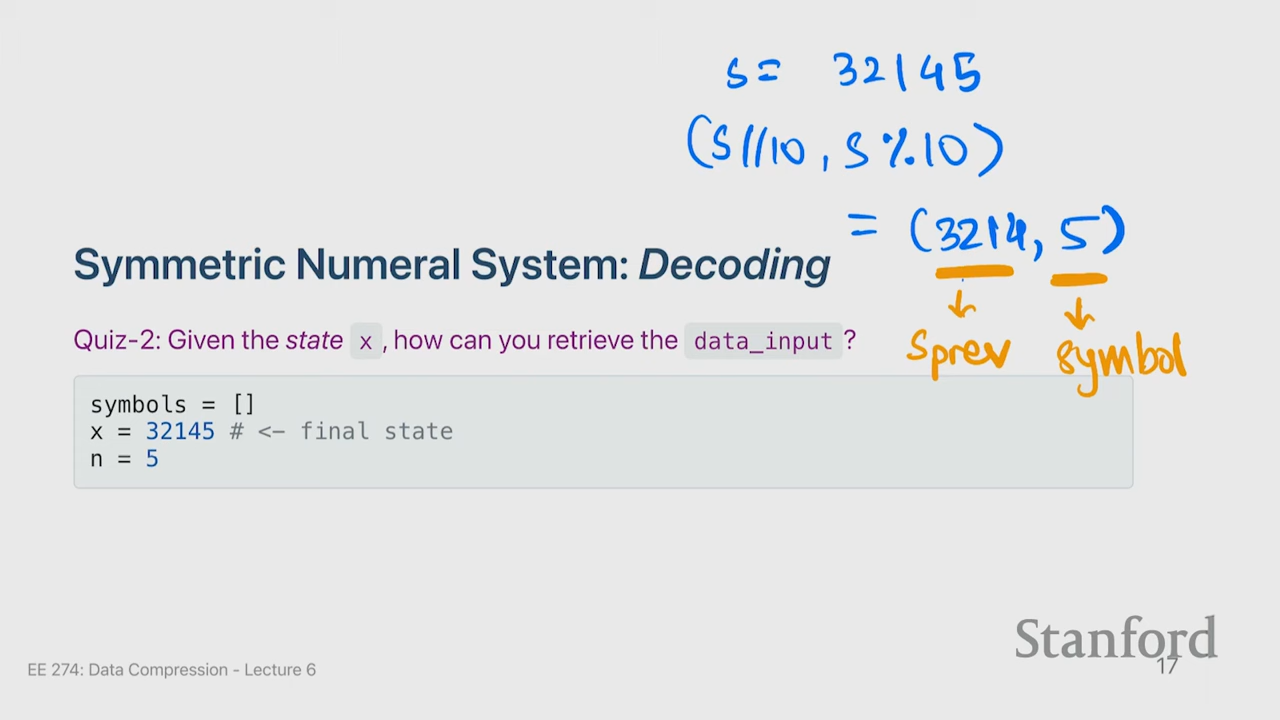 s = 32145
(s//10, s%10)
= (3214, 5)
Symmetric Numeral System: Decoding
Sprev symbol
Quiz-2: Given the state x, how can you retrieve the data_input?
symbols = []
x = 32145 # <- final state
n = 5
Stanford
EE 274: Data Compression - Lecture 6
17